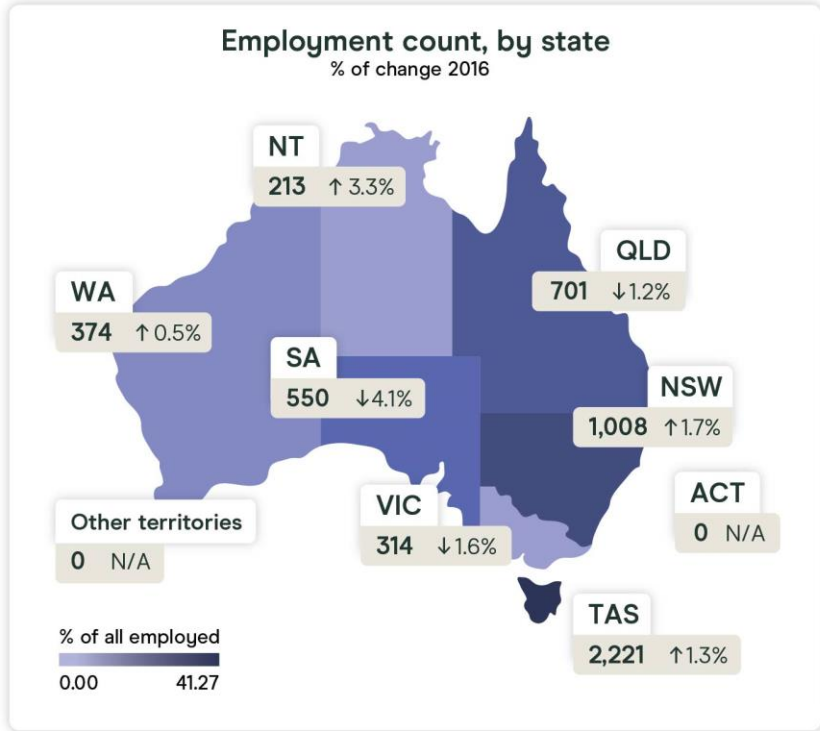 Employment count, by state
% of change 2016
NT
213 ↑ 3.3%
QLD
701 ↓1.2%
WA
374 ↑0.5%
SA
550 ↓4.1%
NSW
1,008 ↑1.7%
VIC
314 ↓1.6%
ACT
0 N/A
Other territories
0 N/A
TAS
2,221 ↑1.3%
% of all employed
0.00 41.27